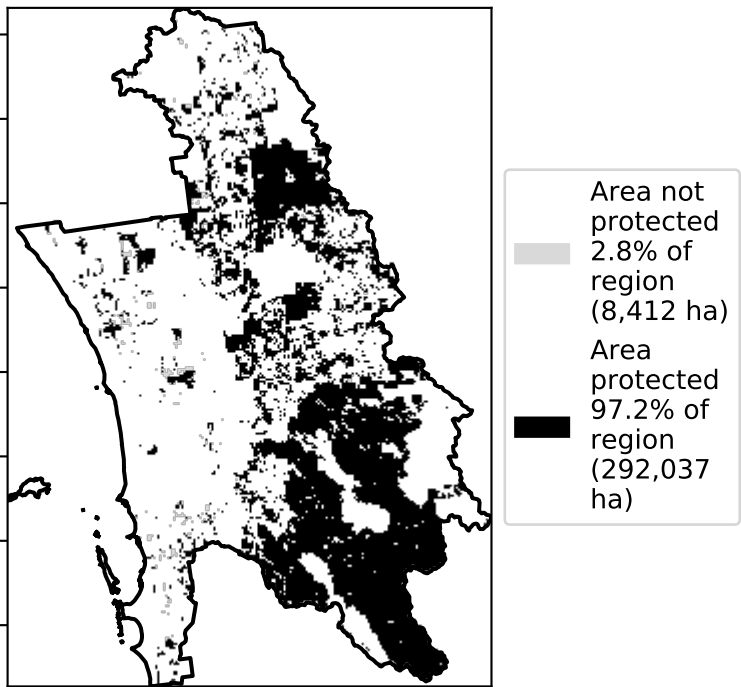 Area not
protected
2.8% of
region
(8,412 ha)
Area
protected
97.2% of
region
(292,037
ha)